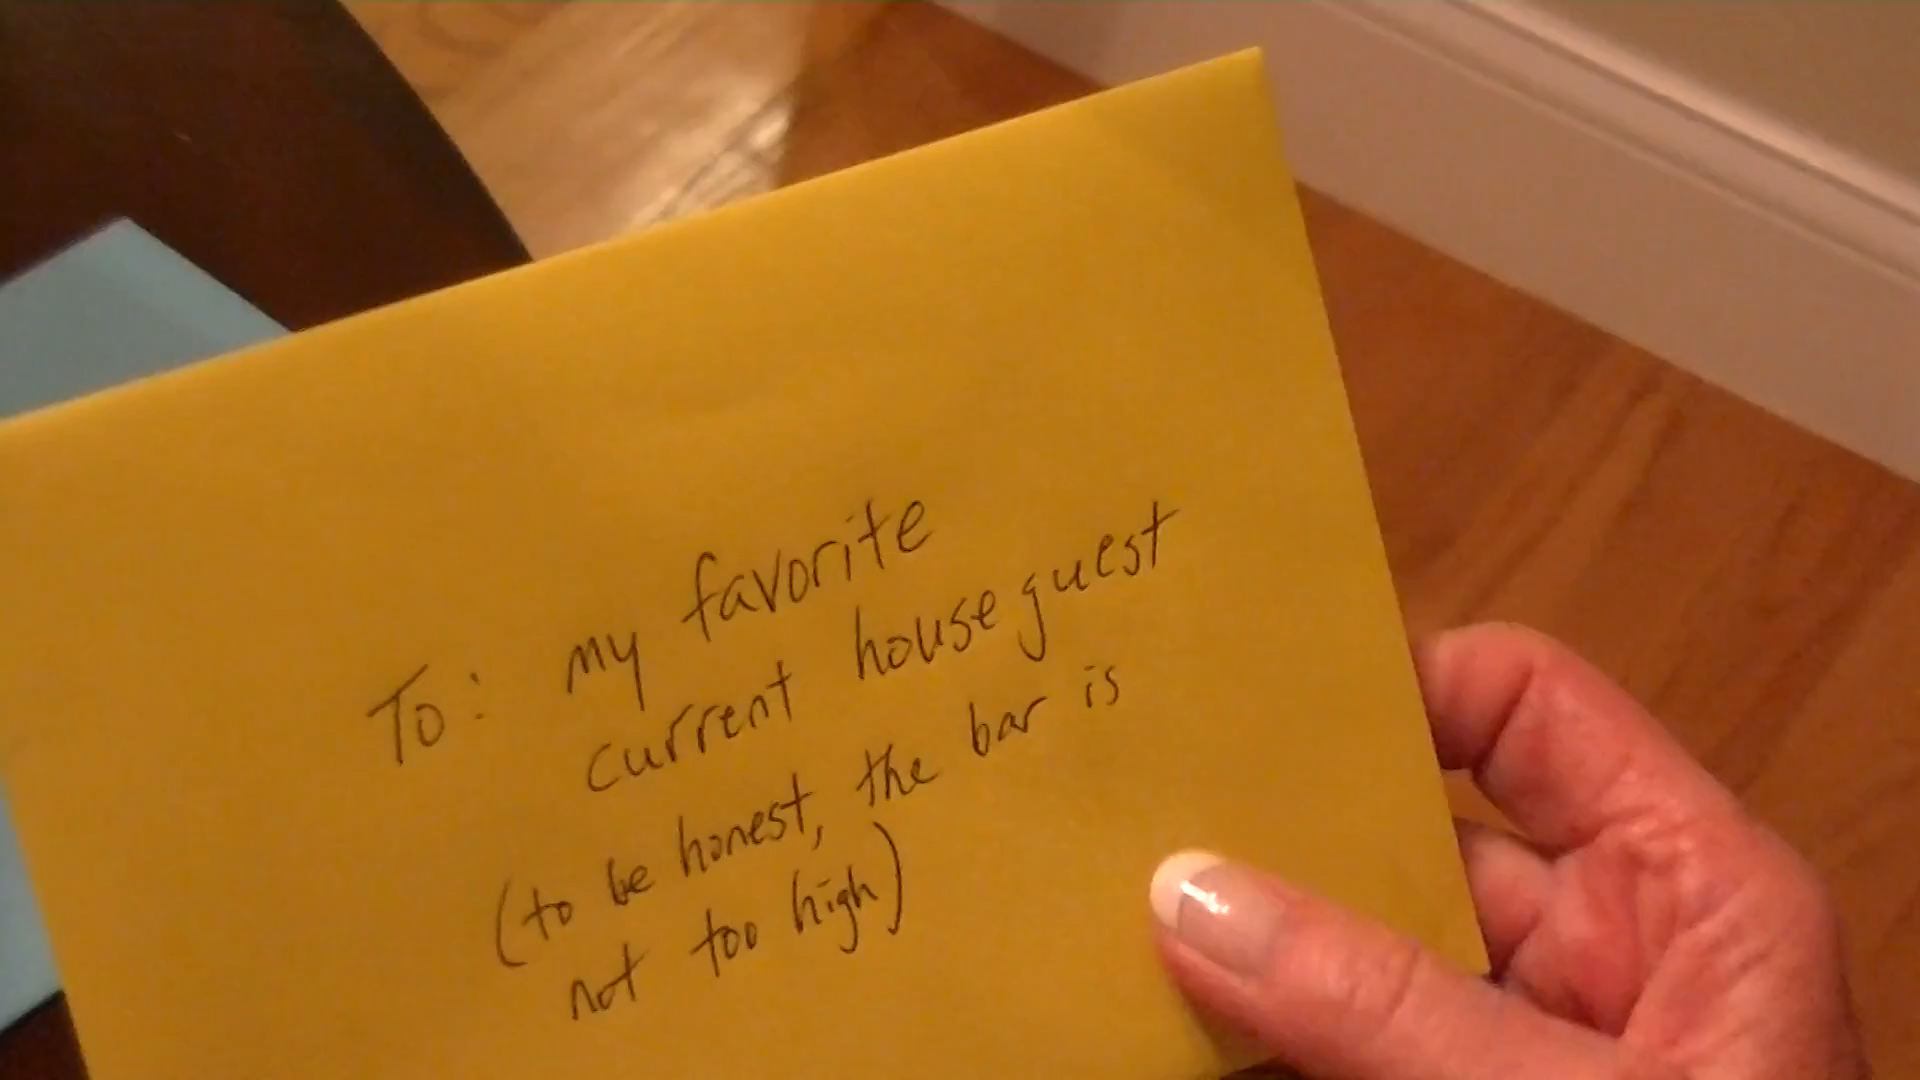 To: my favorite
current houseguest
(to be honest, the bar is
not too high)